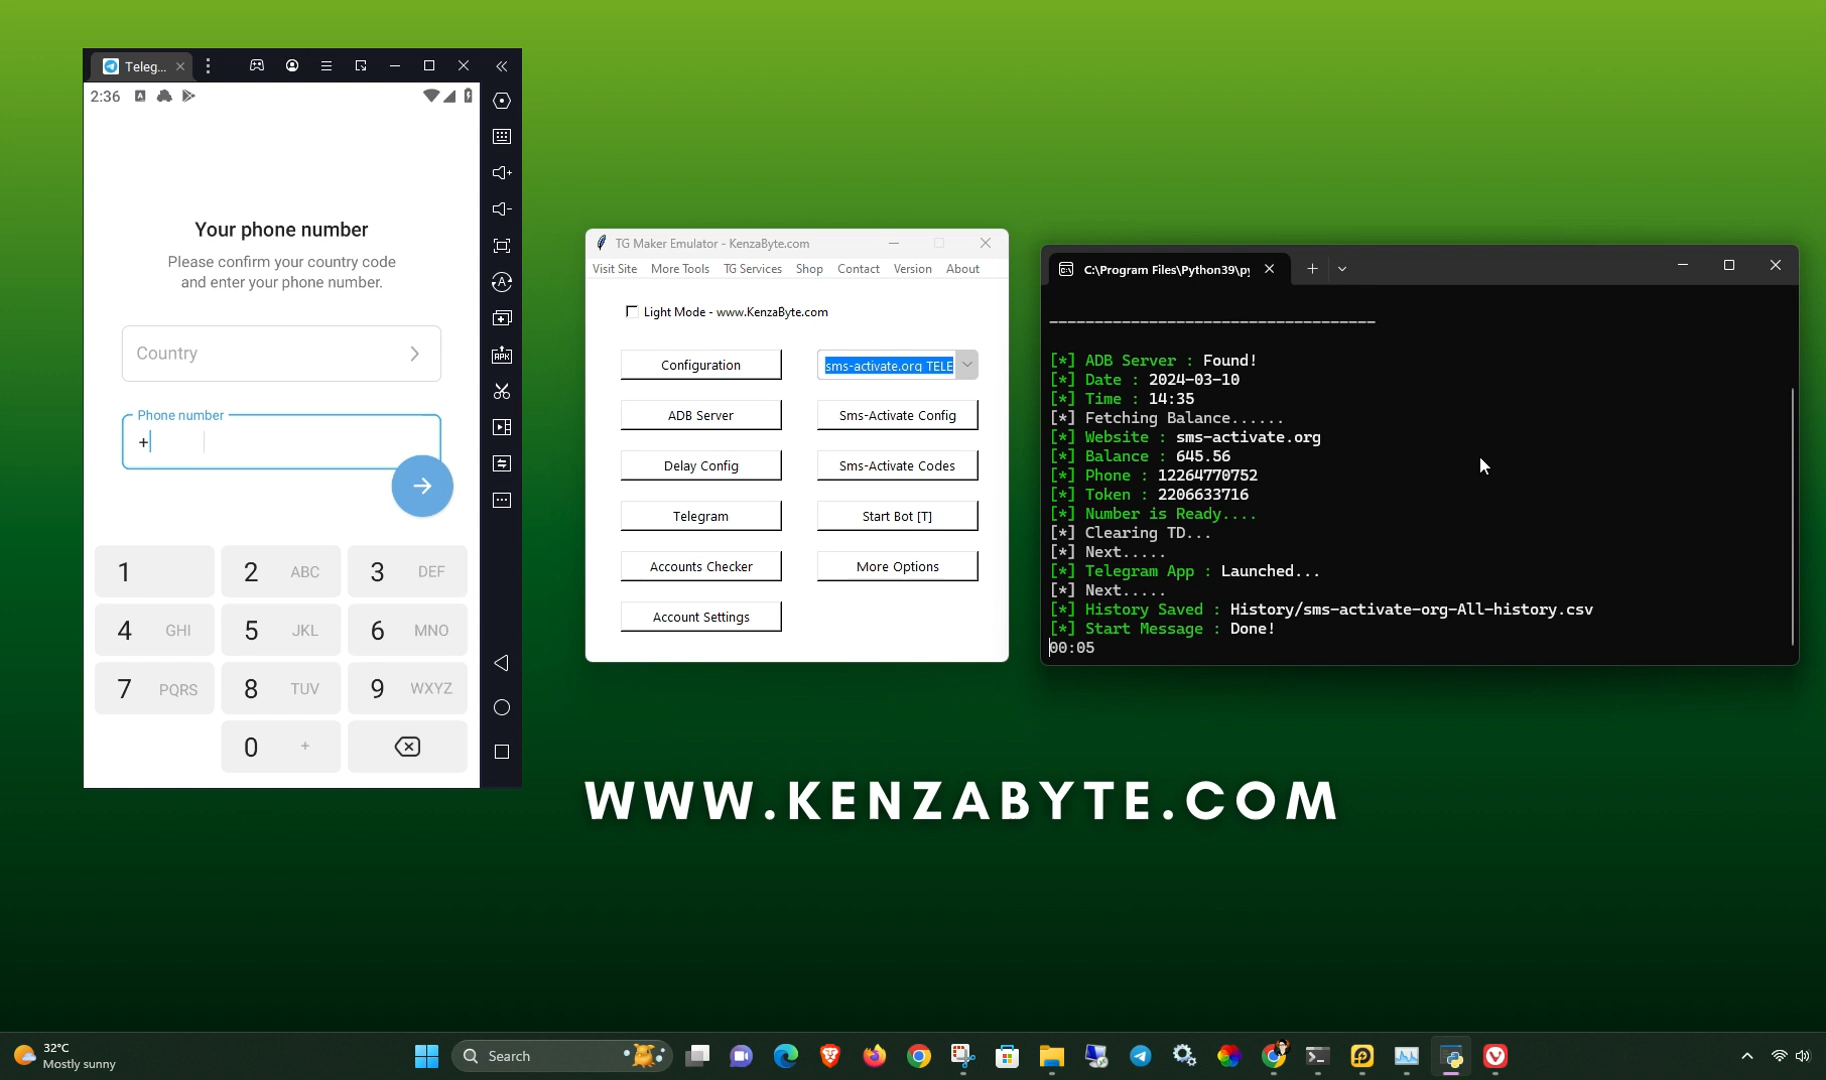 Teleg...
2:36
Your phone number
Please confirm your country code
and enter your phone number.
Country
Phone number
+
1
2 ABC
3 DEF
4 GHI
5 JKL
6 MNO
7 PQRS
8 TUV
9 WXYZ
0 +
APK
TG Maker Emulator - KenzaByte.com
Visit Site More Tools TG Services Shop Contact Version About
Light Mode - www.KenzaByte.com
Configuration
sms-activate.org TELE
ADB Server
Sms-Activate Config
Delay Config
Sms-Activate Codes
Telegram
Start Bot [T]
Accounts Checker
More Options
Account Settings
C:\Program Files\Python39\py
------------------------------------
[*] ADB Server : Found!
[*] Date : 2024-03-10
[*] Time : 14:35
[*] Fetching Balance......
[*] Website : sms-activate.org
[*] Balance : 645.56
[*] Phone : 12264770752
[*] Token : 2206633716
[*] Number is Ready....
[*] Clearing TD...
[*] Next.....
[*] Telegram App : Launched...
[*] Next.....
[*] History Saved : History/sms-activate-org-All-history.csv
[*] Start Message : Done!
00:05
WWW.KENZABYTE.COM
32°C
Mostly sunny
Search